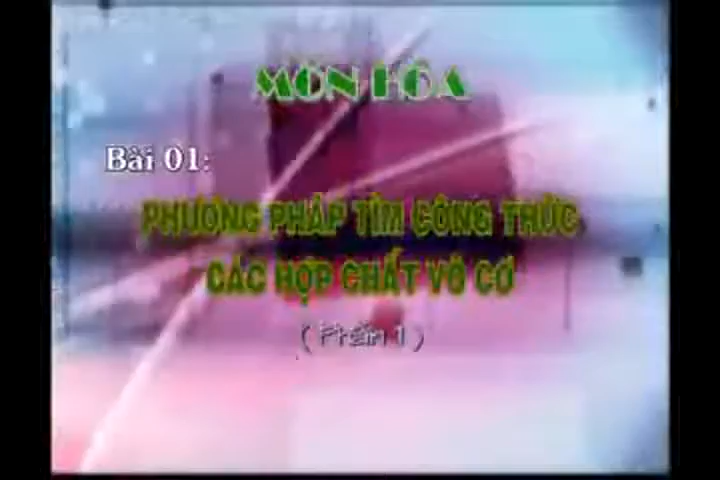 MÔN HÓA
Bài 01:
PHƯƠNG PHÁP TÌM CÔNG THỨC
CÁC HỢP CHẤT VÔ CƠ
( Phần 1 )